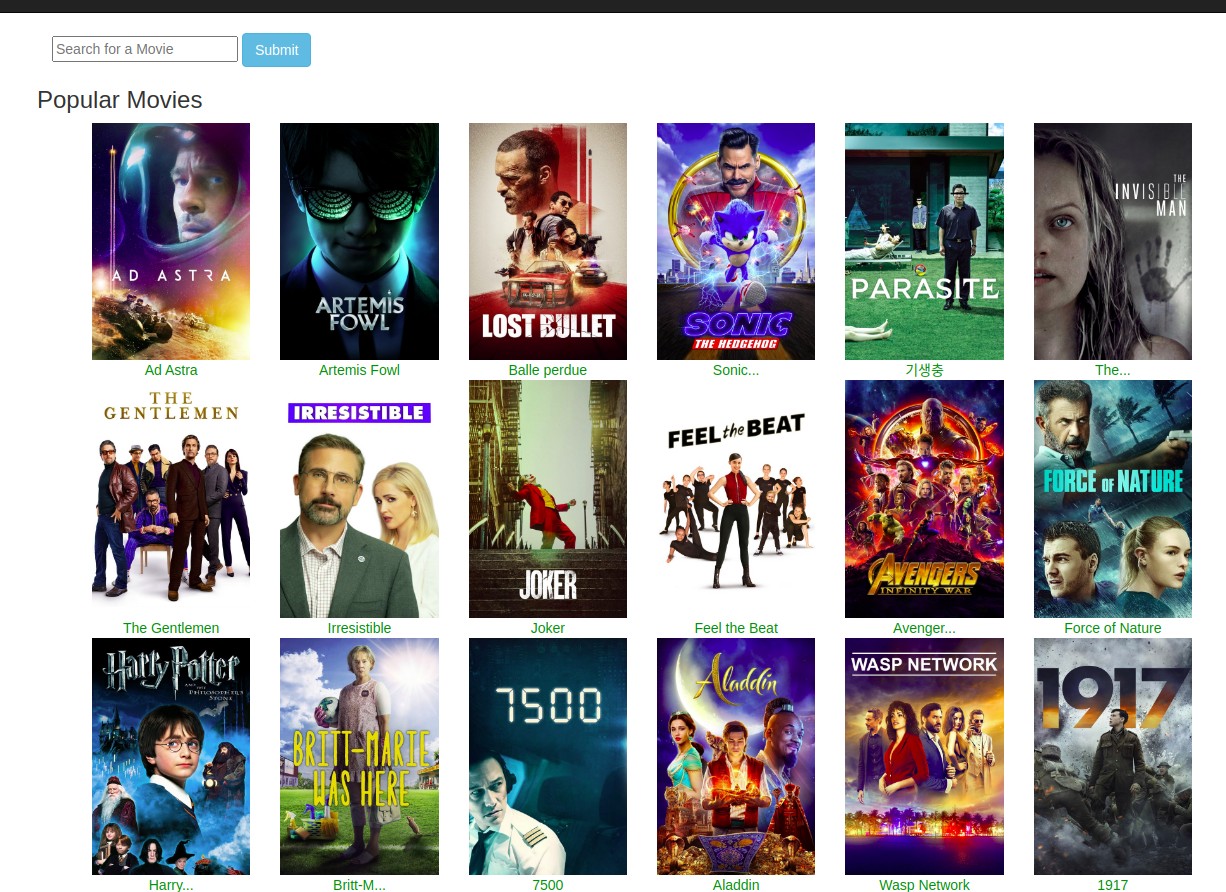 Search for a Movie Submit
Popular Movies
AD ASTRA
ARTEMIS
FOWL
LOST BULLET
SONIC
THE HEDGEHOG
PARASITE
THE
INVISIBLE
MAN
Ad Astra
Artemis Fowl
Balle perdue
Sonic...
기생충
The...
THE
GENTLEMEN
IRRESISTIBLE
JOKER
FEEL the BEAT
AVENGERS
INFINITY WAR
FORCE OF NATURE
The Gentlemen
Irresistible
Joker
Feel the Beat
Avenger...
Force of Nature
Harry Potter
AND THE
PHILOSOPHER'S
STONE
BRITT-MARIE
WAS HERE
7500
Aladdin
WASP NETWORK
1917
Harry...
Britt-M...
7500
Aladdin
Wasp Network
1917